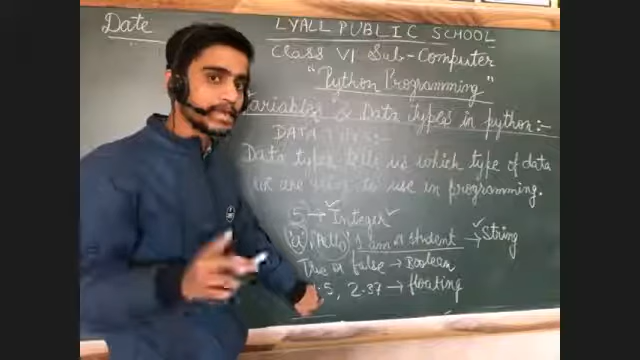 Date
LYALL PUBLIC SCHOOL
Class VI Sub-Computer
"Python Programming"
Variables & Data Types in python:-
DATA
Data types tells us which type of data
we are going to use in programming.
5 → Integer
'a', 'Allo' I am a student → String
True or false → Boolean
.5, 2.37 → floating